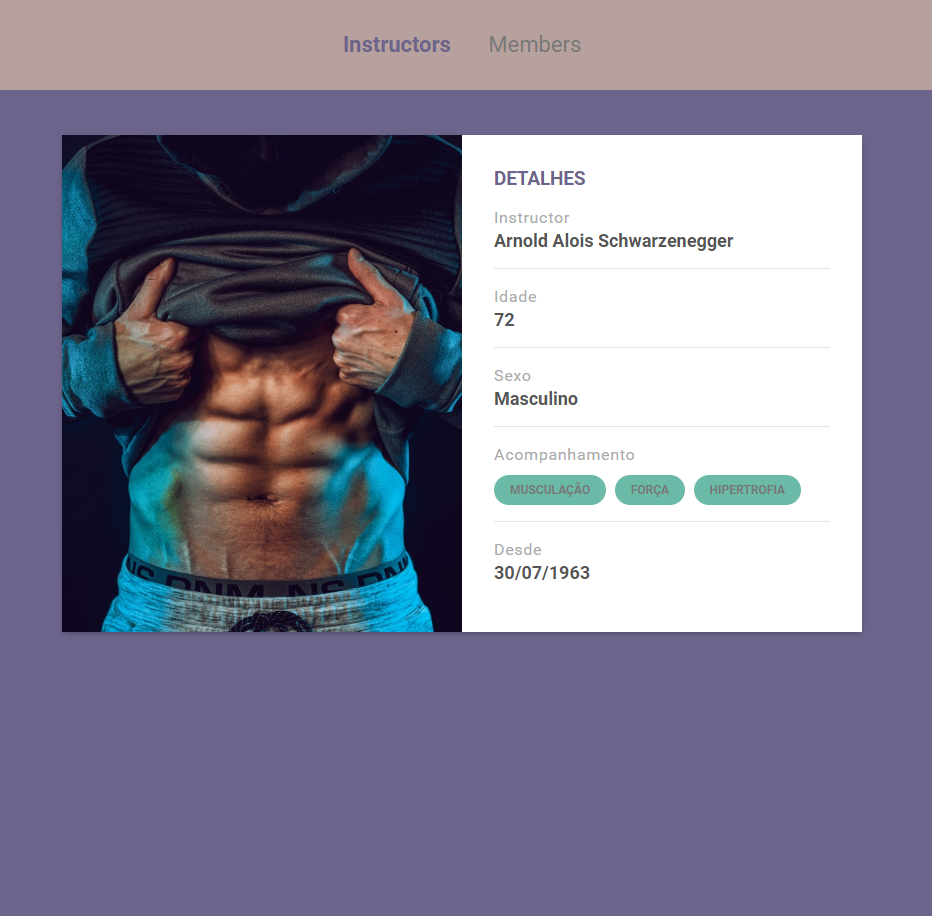 Instructors Members
DETALHES
Instructor
Arnold Alois Schwarzenegger
Idade
72
Sexo
Masculino
Acompanhamento
MUSCULAÇÃO FORÇA HIPERTROFIA
Desde
30/07/1963